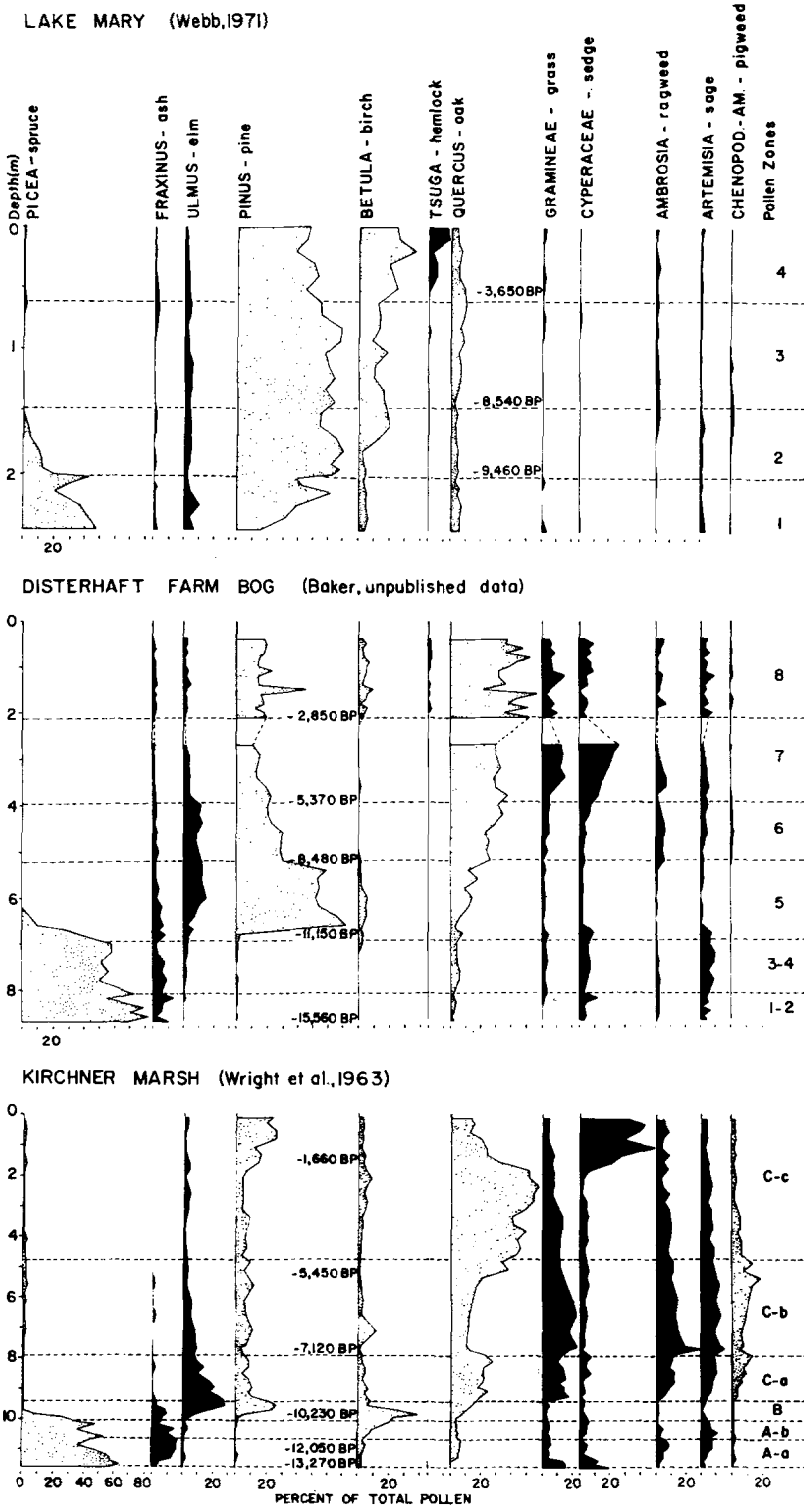 LAKE MARY (Webb,1971)
Depth(m)
PICEA-spruce
FRAXINUS-ash
ULMUS-elm
PINUS-pine
BETULA-birch
TSUGA-hemlock
QUERCUS-oak
GRAMINEAE-grass
CYPERACEAE-sedge
AMBROSIA-ragweed
ARTEMISIA-sage
CHENOPOD.-AM.-pigweed
Pollen Zones
0
4
-3,650 BP
1
3
-8,540 BP
2
2
-9,460 BP
1
20
DISTERHAFT FARM BOG (Baker, unpublished data)
0
8
2
-2,850 BP
7
4
-5,370 BP
6
-8,480 BP
6
5
-11,150 BP
3-4
8
1-2
-15,560 BP
20
KIRCHNER MARSH (Wright et al.,1963)
0
-1,660 BP
2
C-c
4
-5,450 BP
6
C-b
-7,120 BP
8
C-a
B
10
-10,230 BP
A-b
-12,050 BP
A-a
-13,270 BP
0 20 40 60 80 20 20 20 20 20 20 20
PERCENT OF TOTAL POLLEN